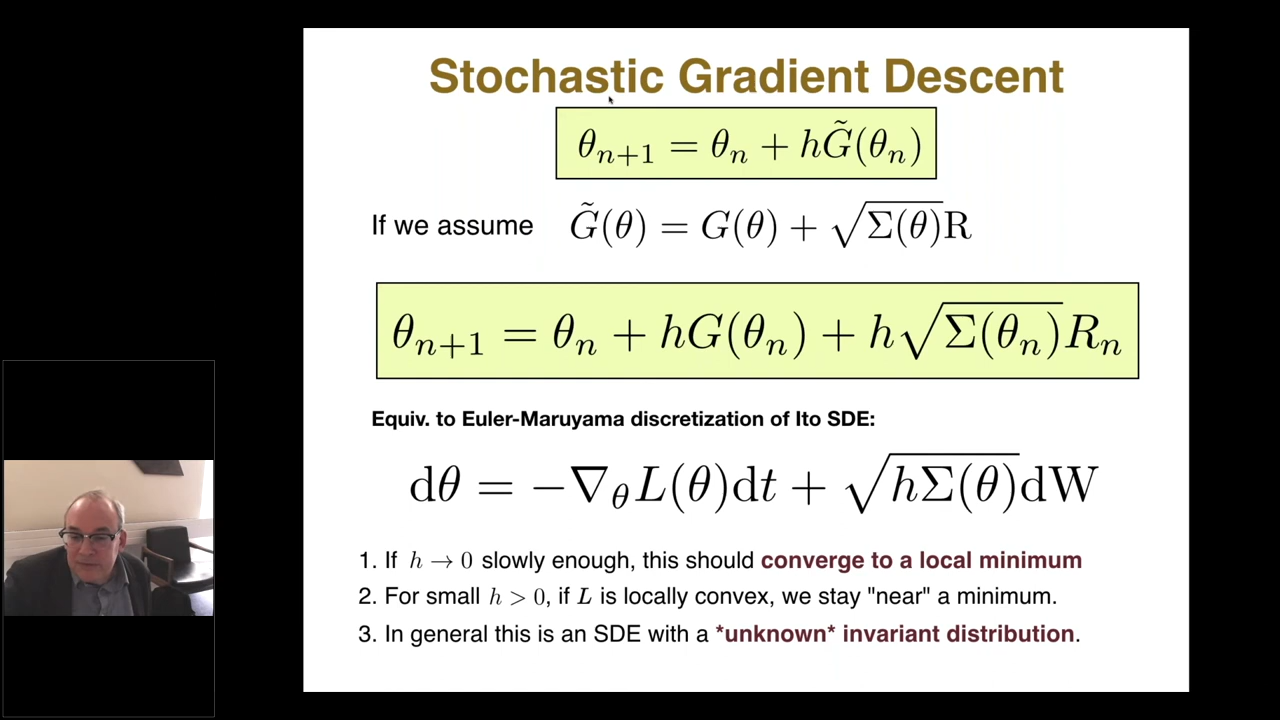 Stochastic Gradient Descent
θ_{n+1} = θ_n + hG̃(θ_n)
If we assume G̃(θ) = G(θ) + √Σ(θ)R
θ_{n+1} = θ_n + hG(θ_n) + h√Σ(θ_n)R_n
Equiv. to Euler-Maruyama discretization of Ito SDE:
dθ = −∇_θL(θ)dt + √hΣ(θ)dW
1. If h → 0 slowly enough, this should converge to a local minimum
2. For small h > 0, if L is locally convex, we stay "near" a minimum.
3. In general this is an SDE with a *unknown* invariant distribution.